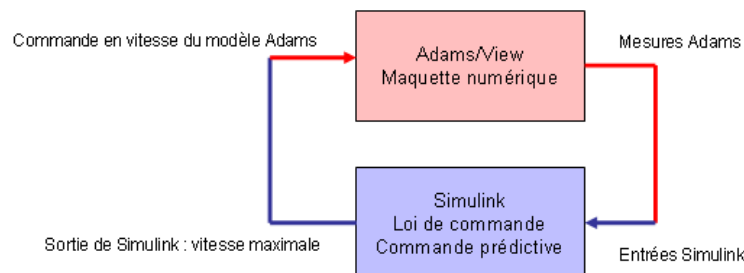 Commande en vitesse du modèle Adams
Adams/View
Maquette numérique
Mesures Adams
Simulink
Loi de commande
Commande prédictive
Sortie de Simulink : vitesse maximale
Entrées Simulink